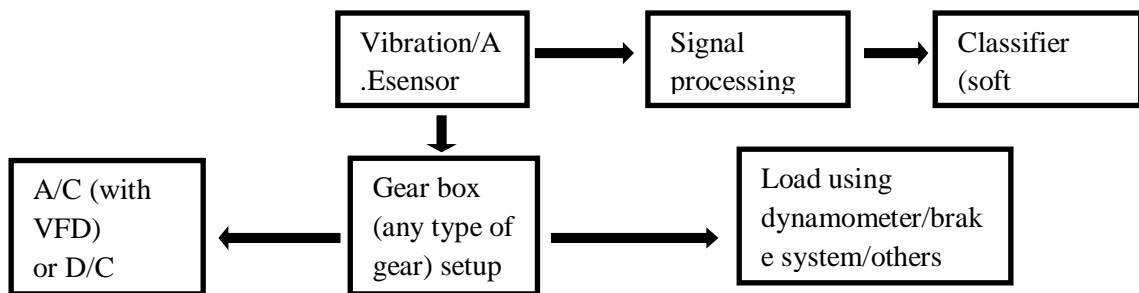 Vibration/A
.Esensor
Signal
processing
Classifier
(soft
A/C (with
VFD)
or D/C
Gear box
(any type of
gear) setup
Load using
dynamometer/brak
e system/others